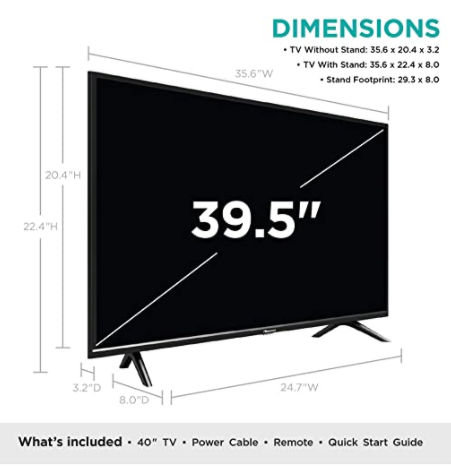 DIMENSIONS
• TV Without Stand: 35.6 x 20.4 x 3.2
• TV With Stand: 35.6 x 22.4 x 8.0
• Stand Footprint: 29.3 x 8.0
35.6"W
20.4"H
39.5"
22.4"H
Hisense
3.2"D
8.0"D
24.7"W
What's included • 40" TV • Power Cable • Remote • Quick Start Guide